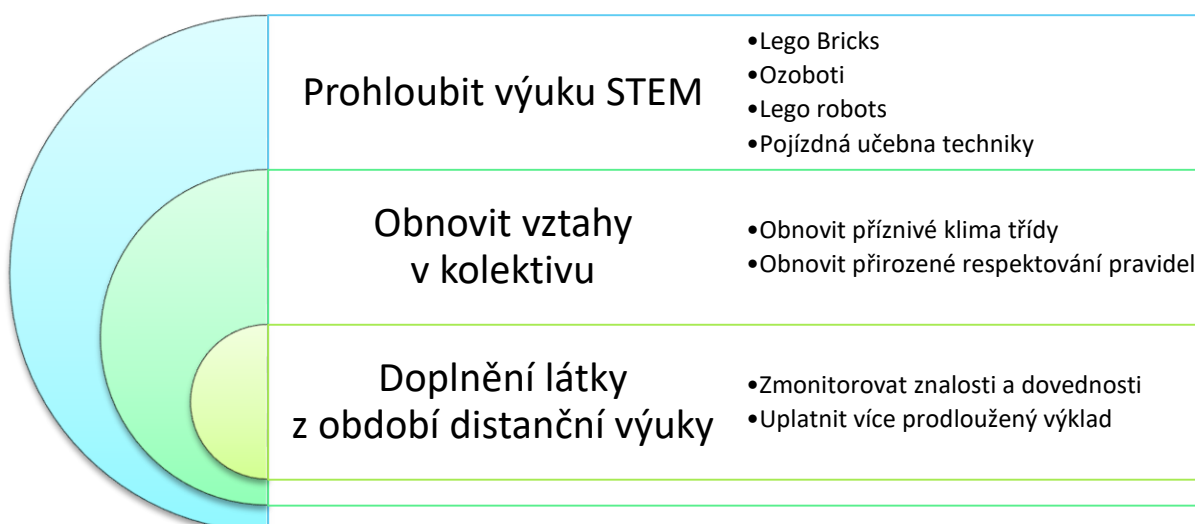 Prohloubit výuku STEM
•Lego Bricks
•Ozoboti
•Lego robots
•Pojízdná učebna techniky
Obnovit vztahy
v kolektivu
•Obnovit příznivé klima třídy
•Obnovit přirozené respektování pravidel
Doplnění látky
z období distanční výuky
•Zmonitorovat znalosti a dovednosti
•Uplatnit více prodloužený výklad